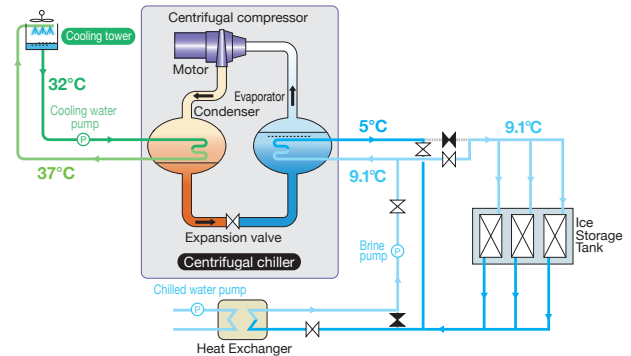 Centrifugal compressor
Cooling tower
Motor
32°C
Evaporator
Condenser
Cooling water
pump
P
5°C
9.1°C
37°C
9.1°C
Ice
Storage
Tank
Expansion valve
Brine
pump
P
Centrifugal chiller
Chilled water pump
P
Heat Exchanger